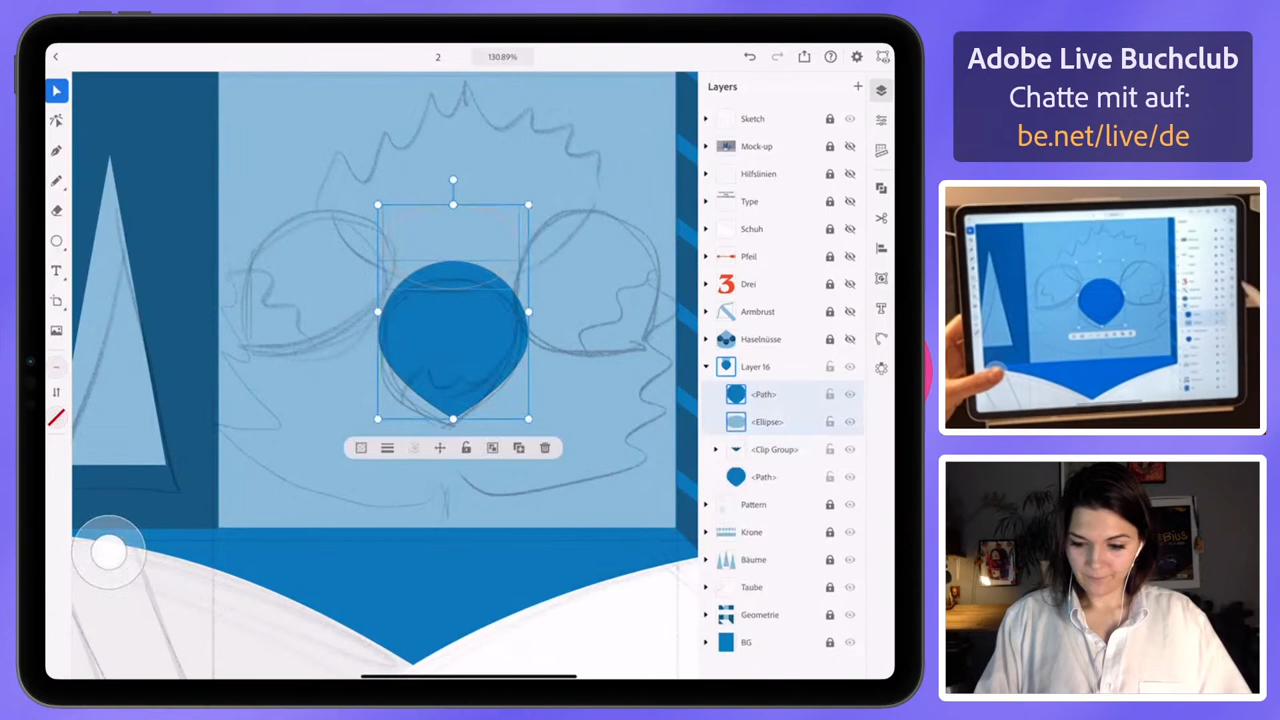 2
130.89%
Layers
Sketch
Mock-up
Hilfslinien
Type
Schuh
Pfeil
3
Drei
Armbrust
Haselnüsse
Layer 16
<Path>
<Ellipse>
<Clip Group>
<Path>
Pattern
Krone
Bäume
Taube
Geometrie
BG
Adobe Live Buchclub
Chatte mit auf:
be.net/live/de